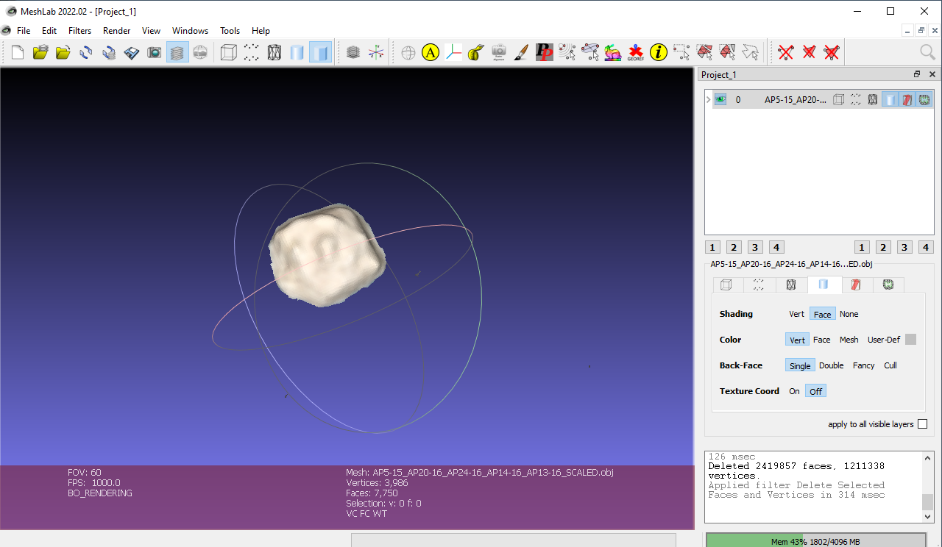 MeshLab 2022.02 - [Project_1]
File Edit Filters Render View Windows Tools Help
Project_1
0 AP5-15_AP20-...
1 2 3 4 1 2 3 4
AP5-15_AP20-16_AP24-16_AP14-16...ED.obj
Shading Vert Face None
Color Vert Face Mesh User-Def
Back-Face Single Double Fancy Cull
Texture Coord On Off
apply to all visible layers
126 msec
Deleted 2419857 faces, 1211338
vertices.
Applied filter Delete Selected
Faces and Vertices in 314 msec
FOV: 60
FPS: 1000.0
BO_RENDERING
Mesh: AP5-15_AP20-16_AP24-16_AP14-16_AP13-16_SCALED.obj
Vertices: 3,986
Faces: 7,750
Selection: v: 0 f: 0
VC FC WT
Mem 43% 1802/4096 MB